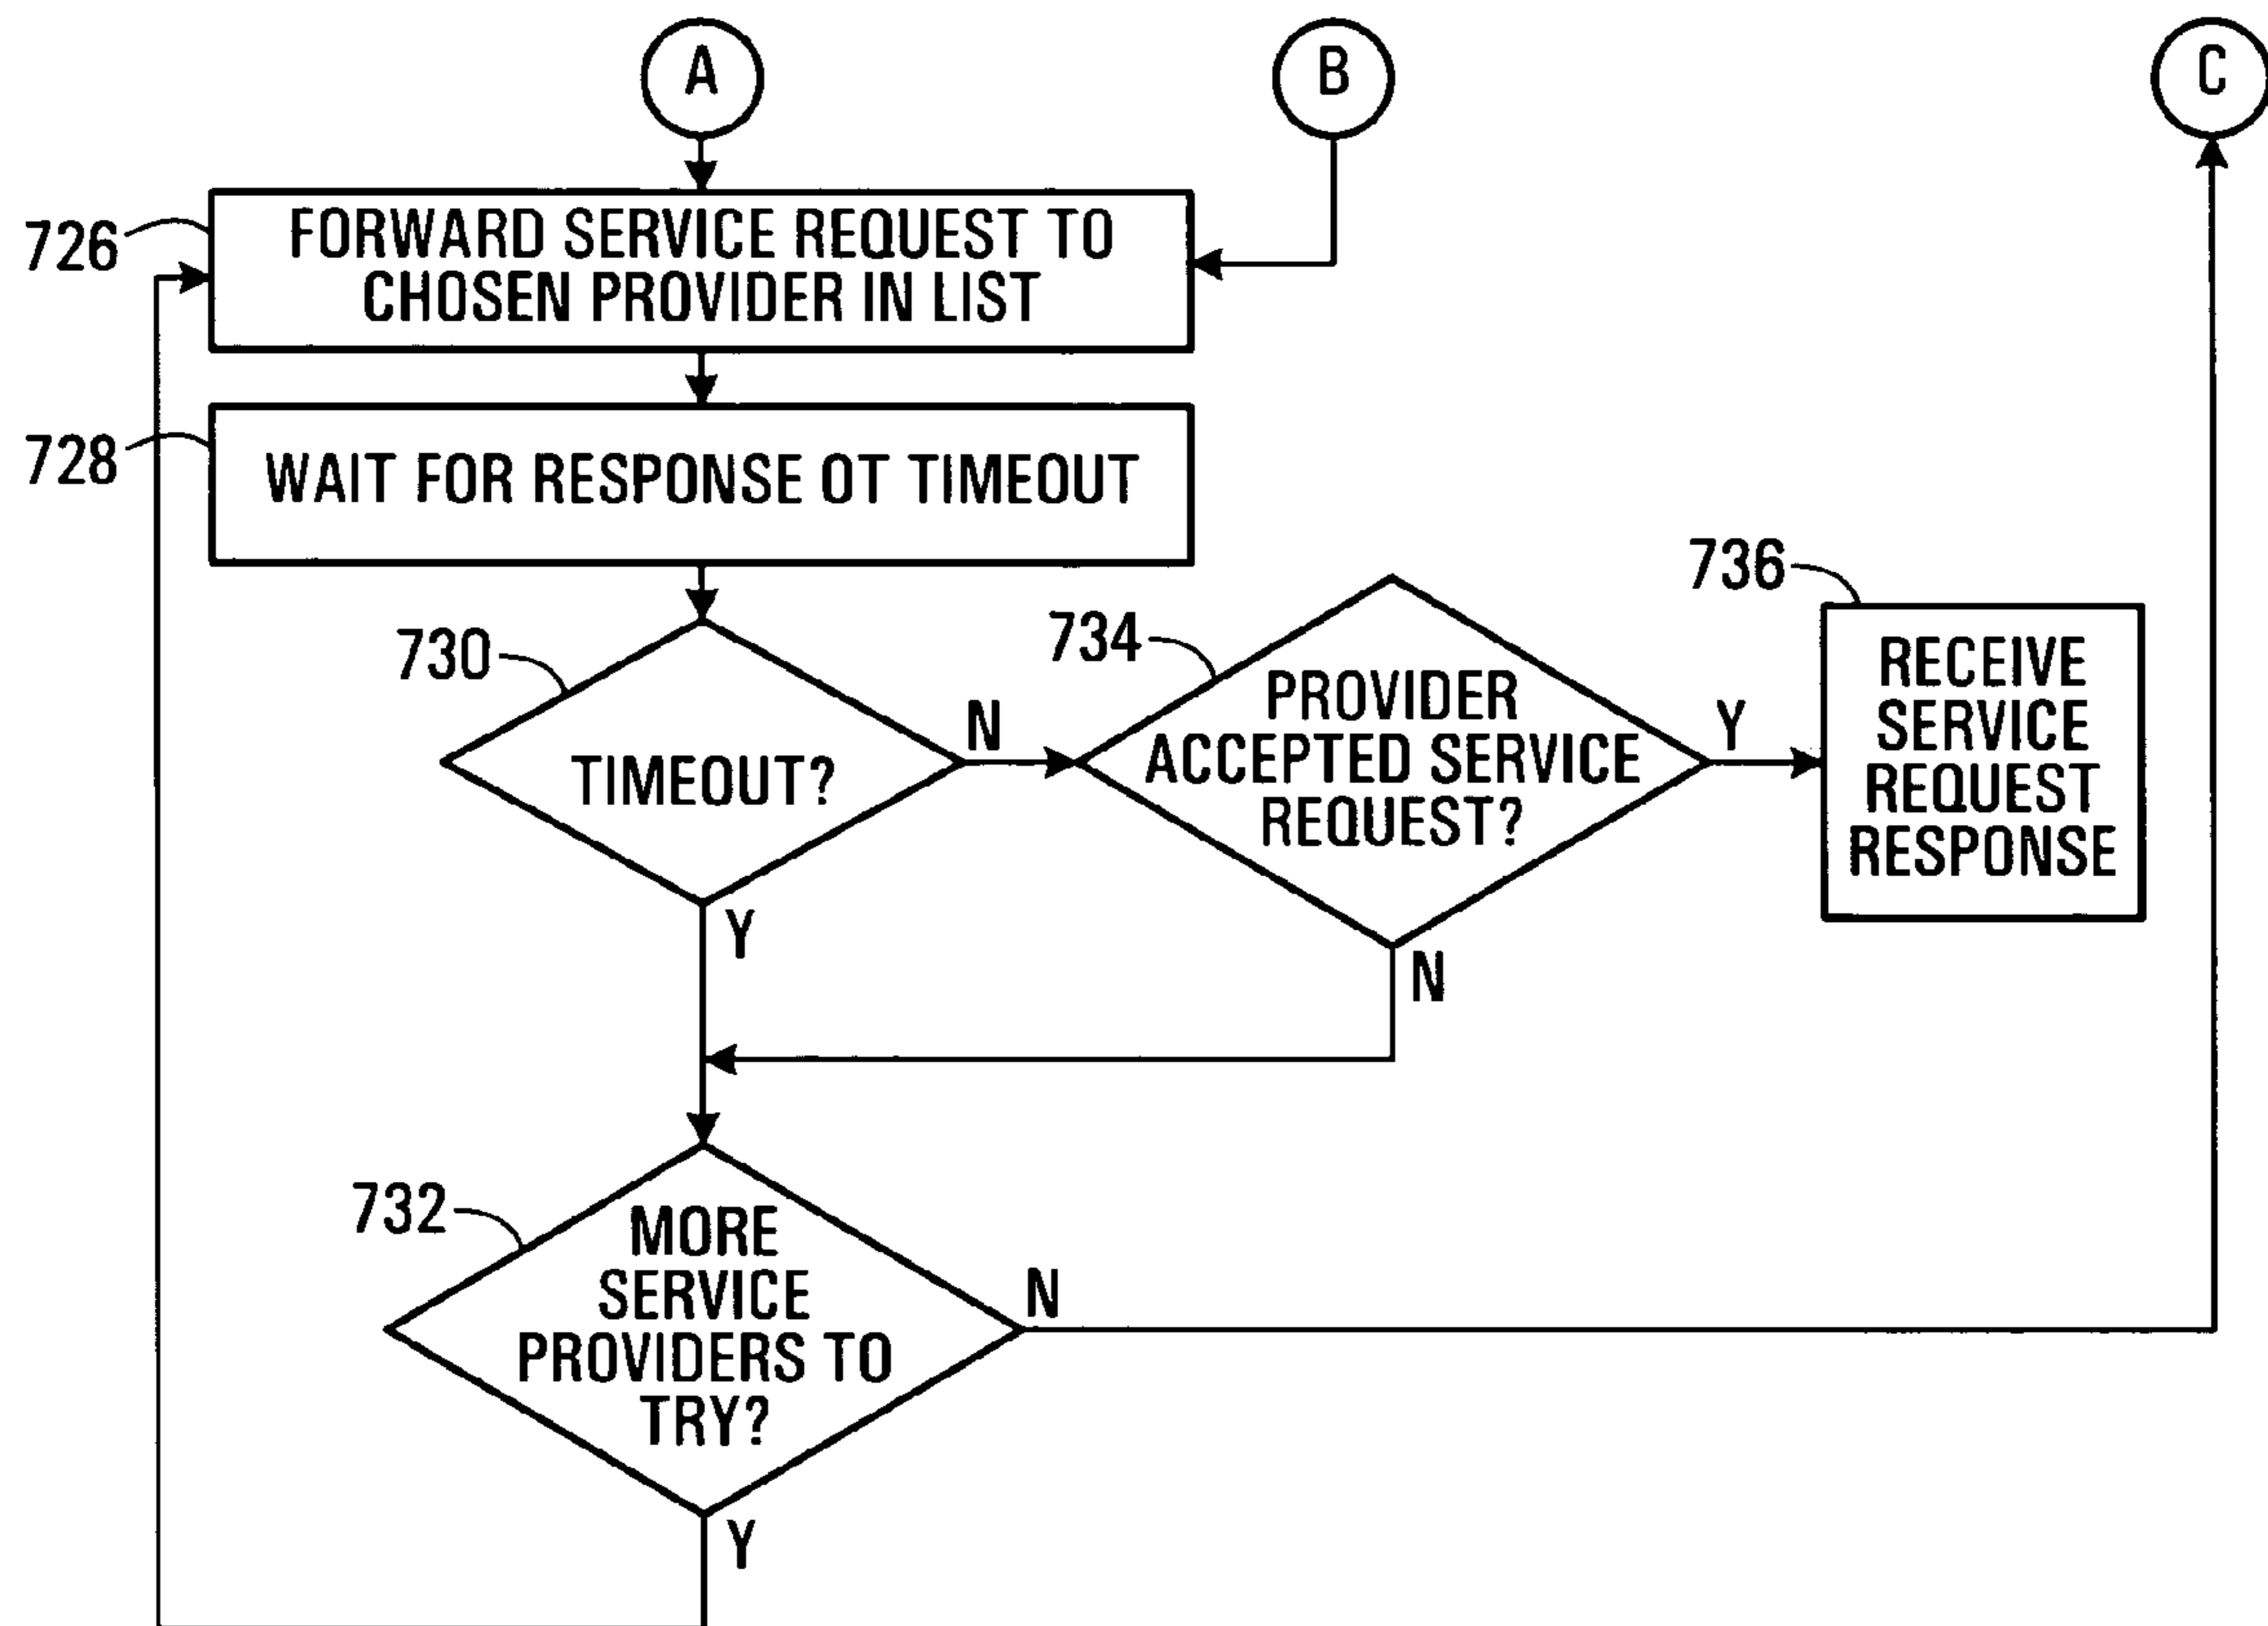 A
B
C
726
FORWARD SERVICE REQUEST TO
CHOSEN PROVIDER IN LIST
728
WAIT FOR RESPONSE OT TIMEOUT
730
TIMEOUT?
N
Y
734
PROVIDER
ACCEPTED SERVICE
REQUEST?
Y
N
736
RECEIVE
SERVICE
REQUEST
RESPONSE
732
MORE
SERVICE
PROVIDERS TO
TRY?
N
Y